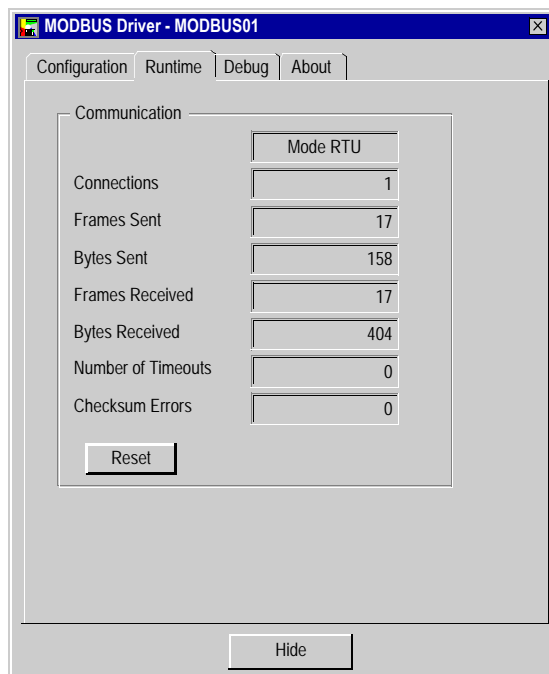 MODBUS Driver - MODBUS01
Configuration Runtime Debug About
Communication
Mode RTU
Connections 1
Frames Sent 17
Bytes Sent 158
Frames Received 17
Bytes Received 404
Number of Timeouts 0
Checksum Errors 0
Reset
Hide